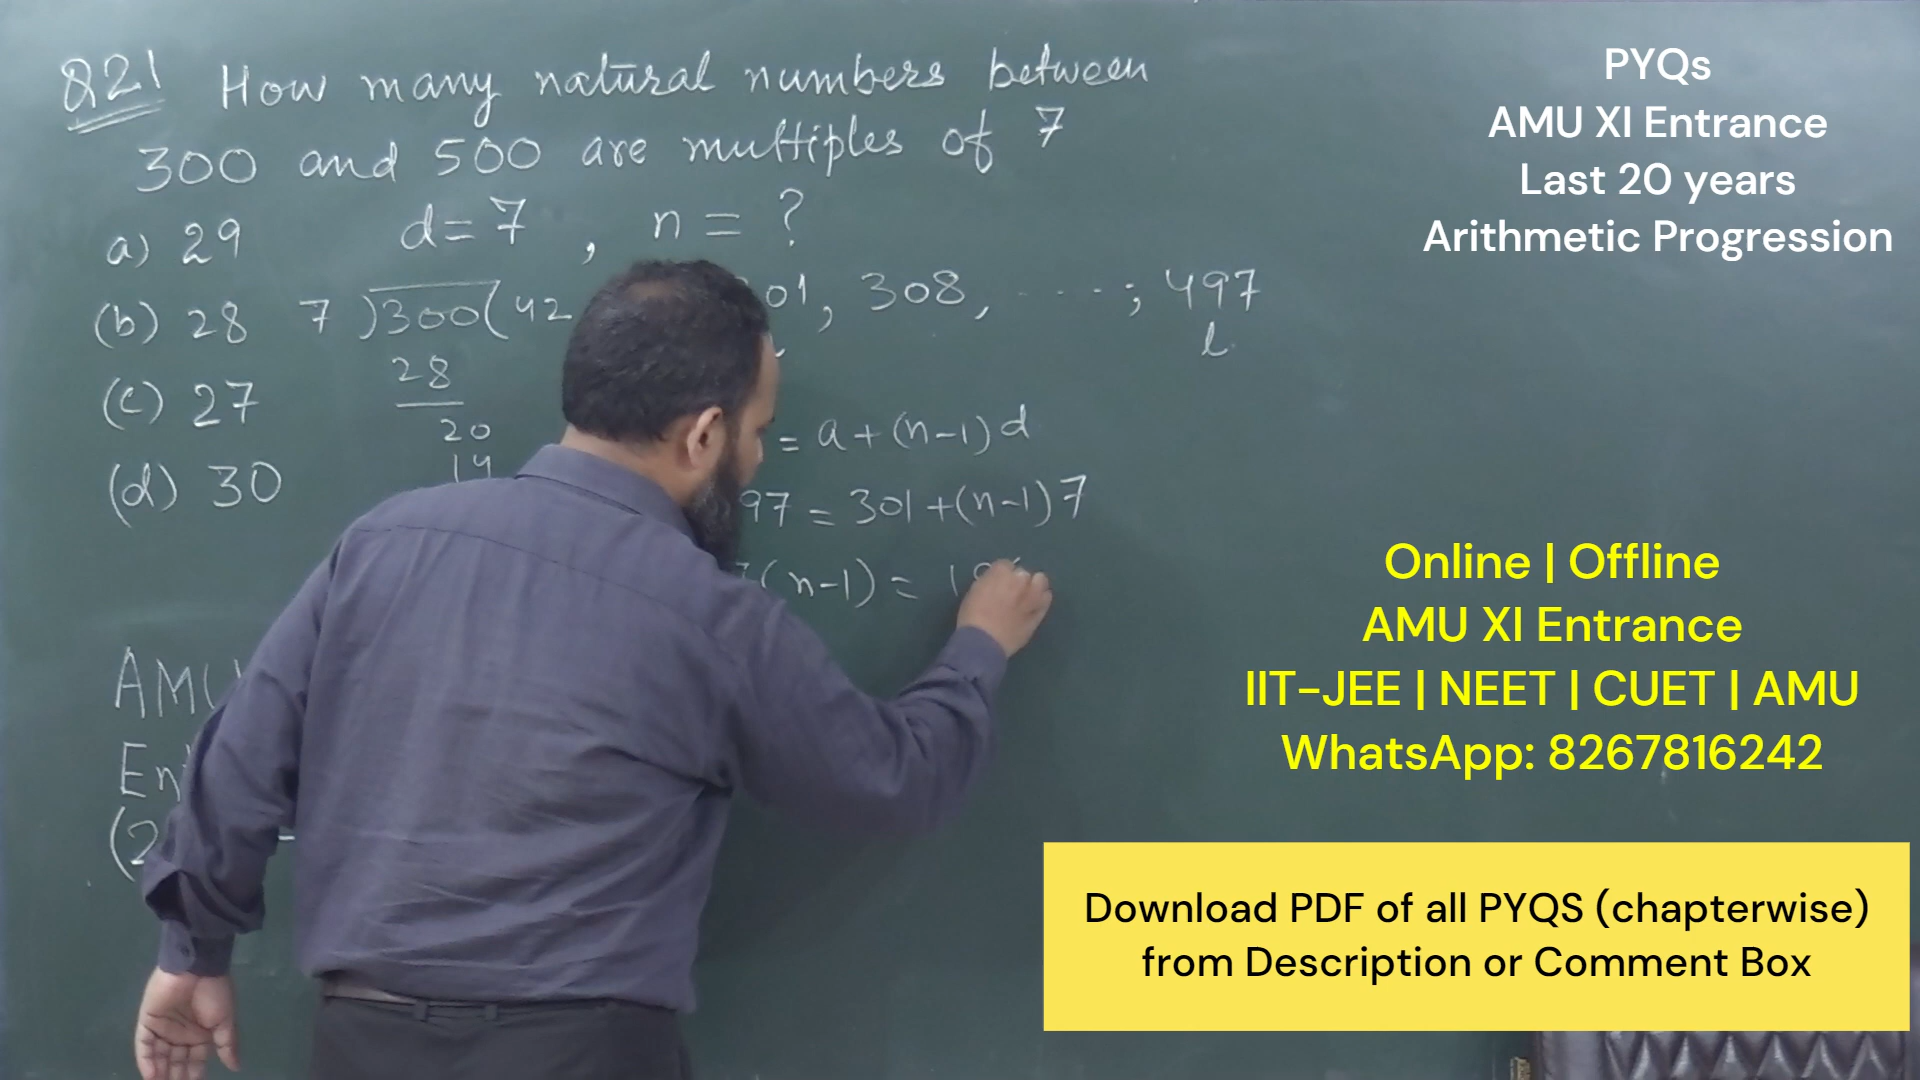 Q21 How many natural numbers between
300 and 500 are multiples of 7
a) 29
d=7 , n = ?
(b) 28
7 )300(42
01, 308, ....; 497
28
l
(c) 27
20
= a+(n-1)d
14
(d) 30
97 = 301+(n-1)7
(n-1) =
AMU
PYQs
AMU XI Entrance
Last 20 years
Arithmetic Progression
Online | Offline
AMU XI Entrance
IIT-JEE | NEET | CUET | AMU
WhatsApp: 8267816242
Download PDF of all PYQS (chapterwise)
from Description or Comment Box